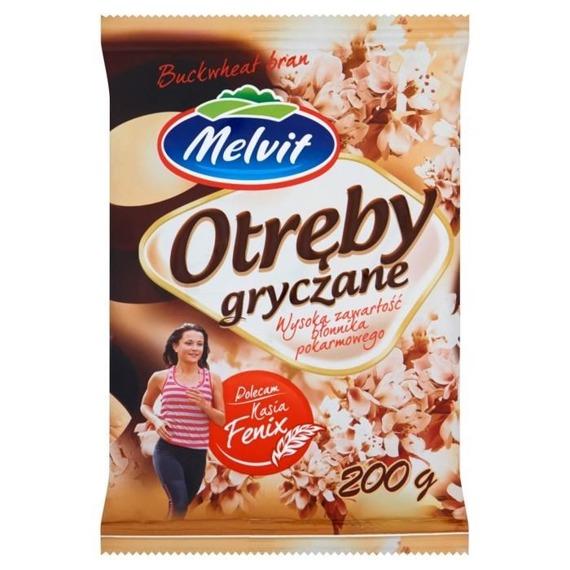 Buckwheat bran
Melvit
Otręby
gryczane
Wysoka zawartość
błonnika
pokarmowego
Polecam
Kasia
Fenix
200 g